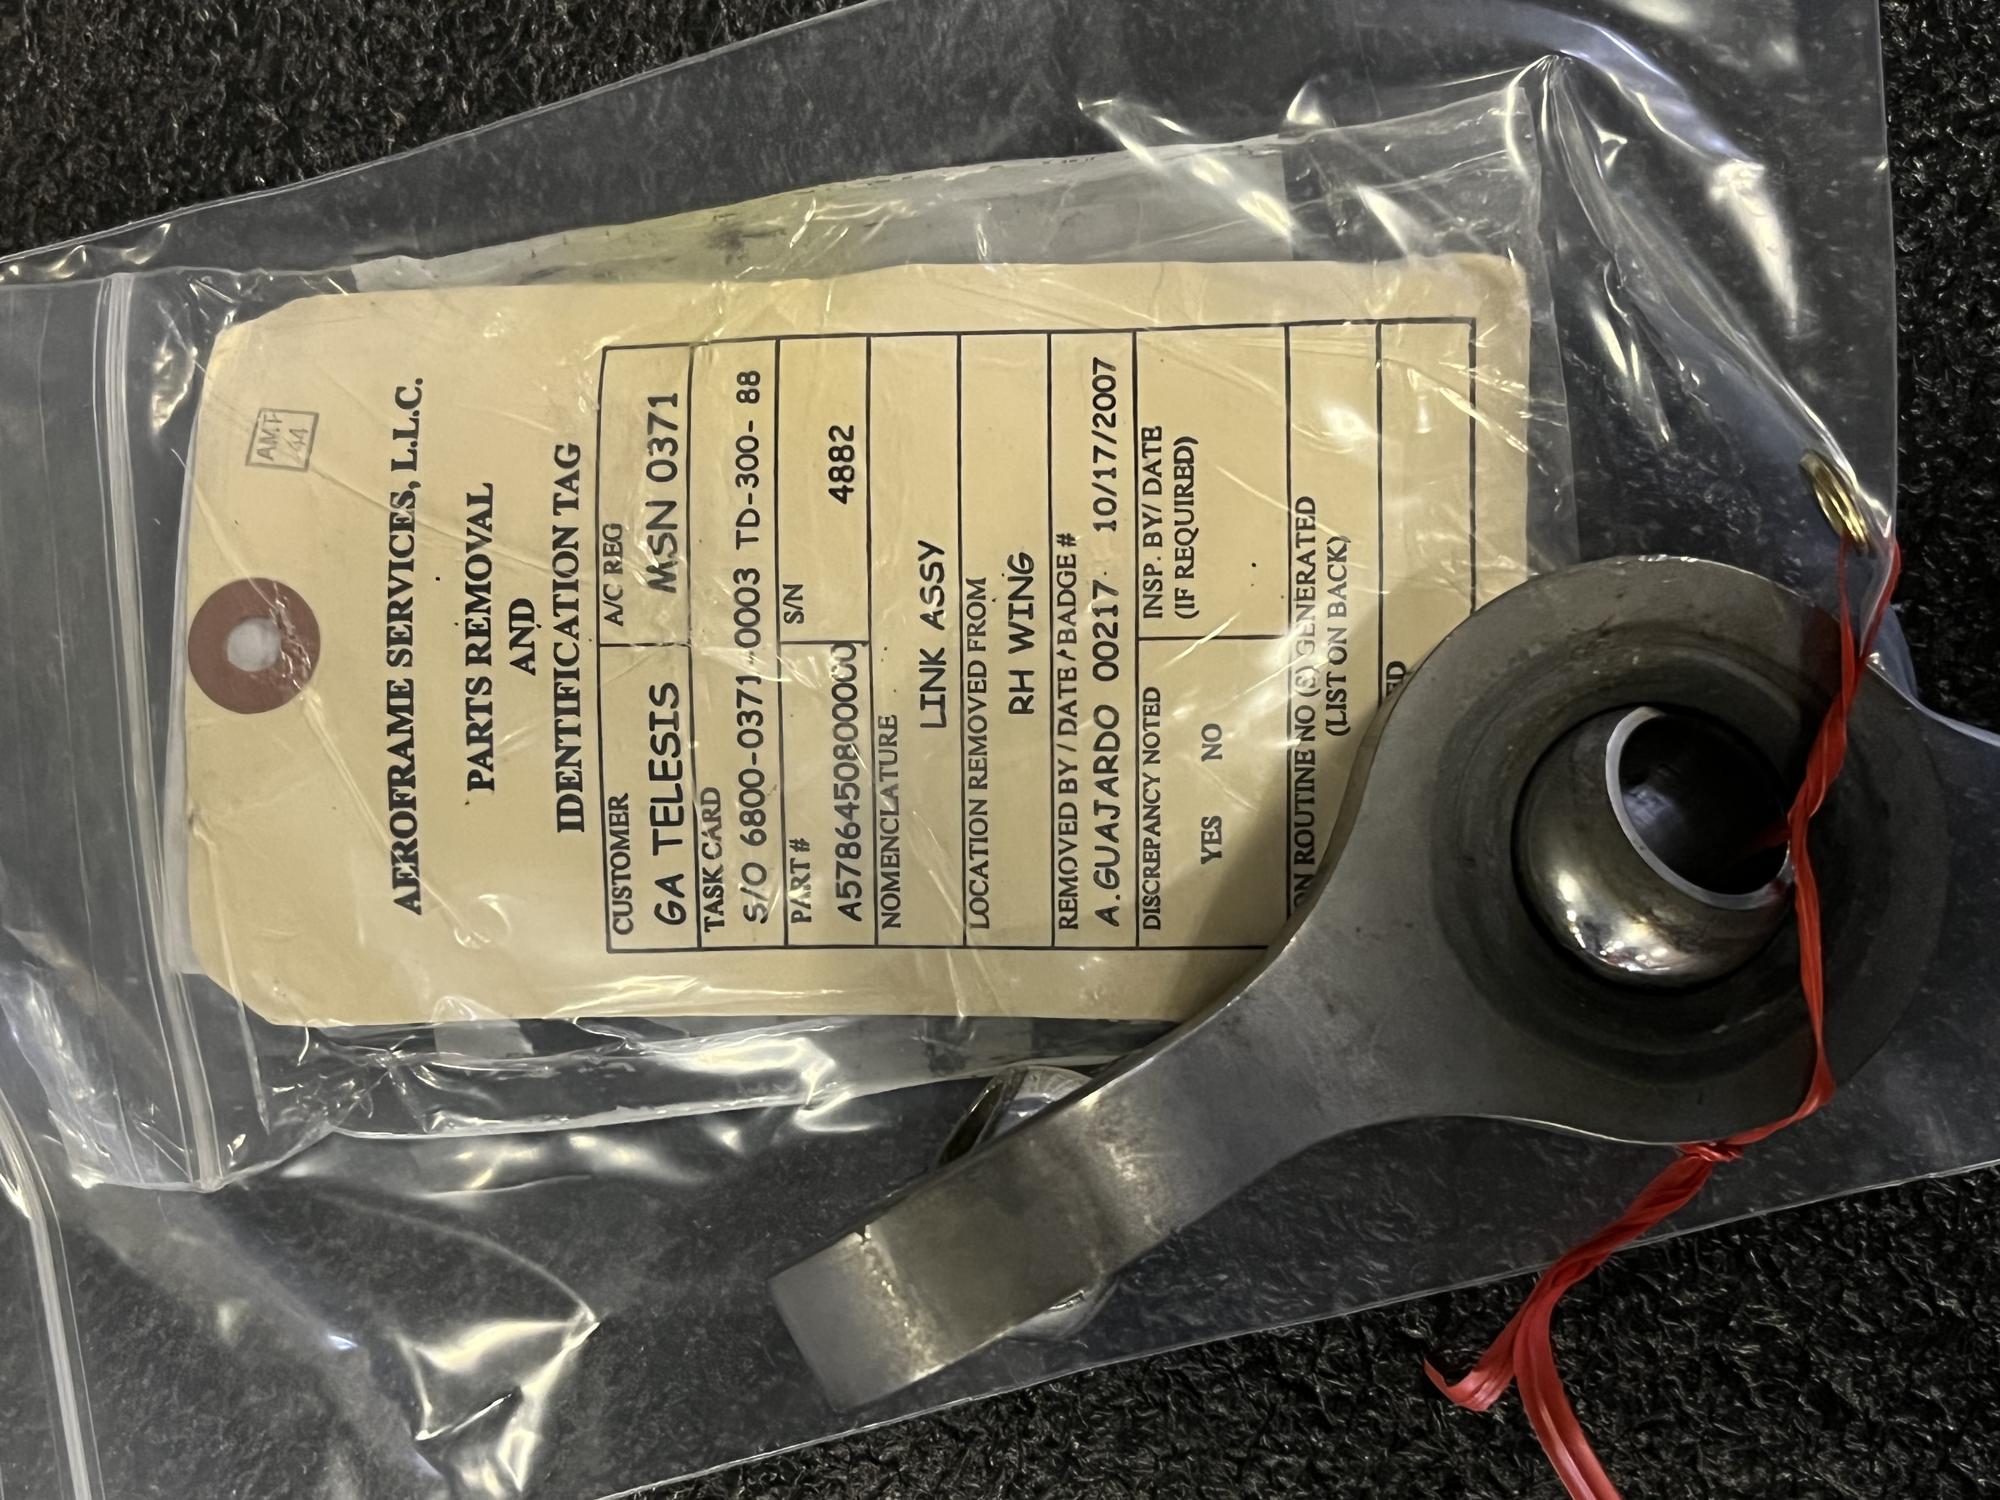 AMT
44
AEROFRAME SERVICES, L.L.C.
PARTS REMOVAL
AND
IDENTIFICATION TAG
CUSTOMER A/C REG
GA TELESIS MSN 0371
TASK CARD
S/O 6800-0371-0003 TD-300- 88
PART # S/N
A5786450800000 4882
NOMENCLATURE
LINK ASSY
LOCATION REMOVED FROM
RH WING
REMOVED BY / DATE / BADGE #
A.GUAJARDO 00217 10/17/2007
DISCREPANCY NOTED INSP. BY/ DATE
(IF REQUIRED)
YES NO
ON ROUTINE NO (S) GENERATED
(LIST ON BACK)
ED